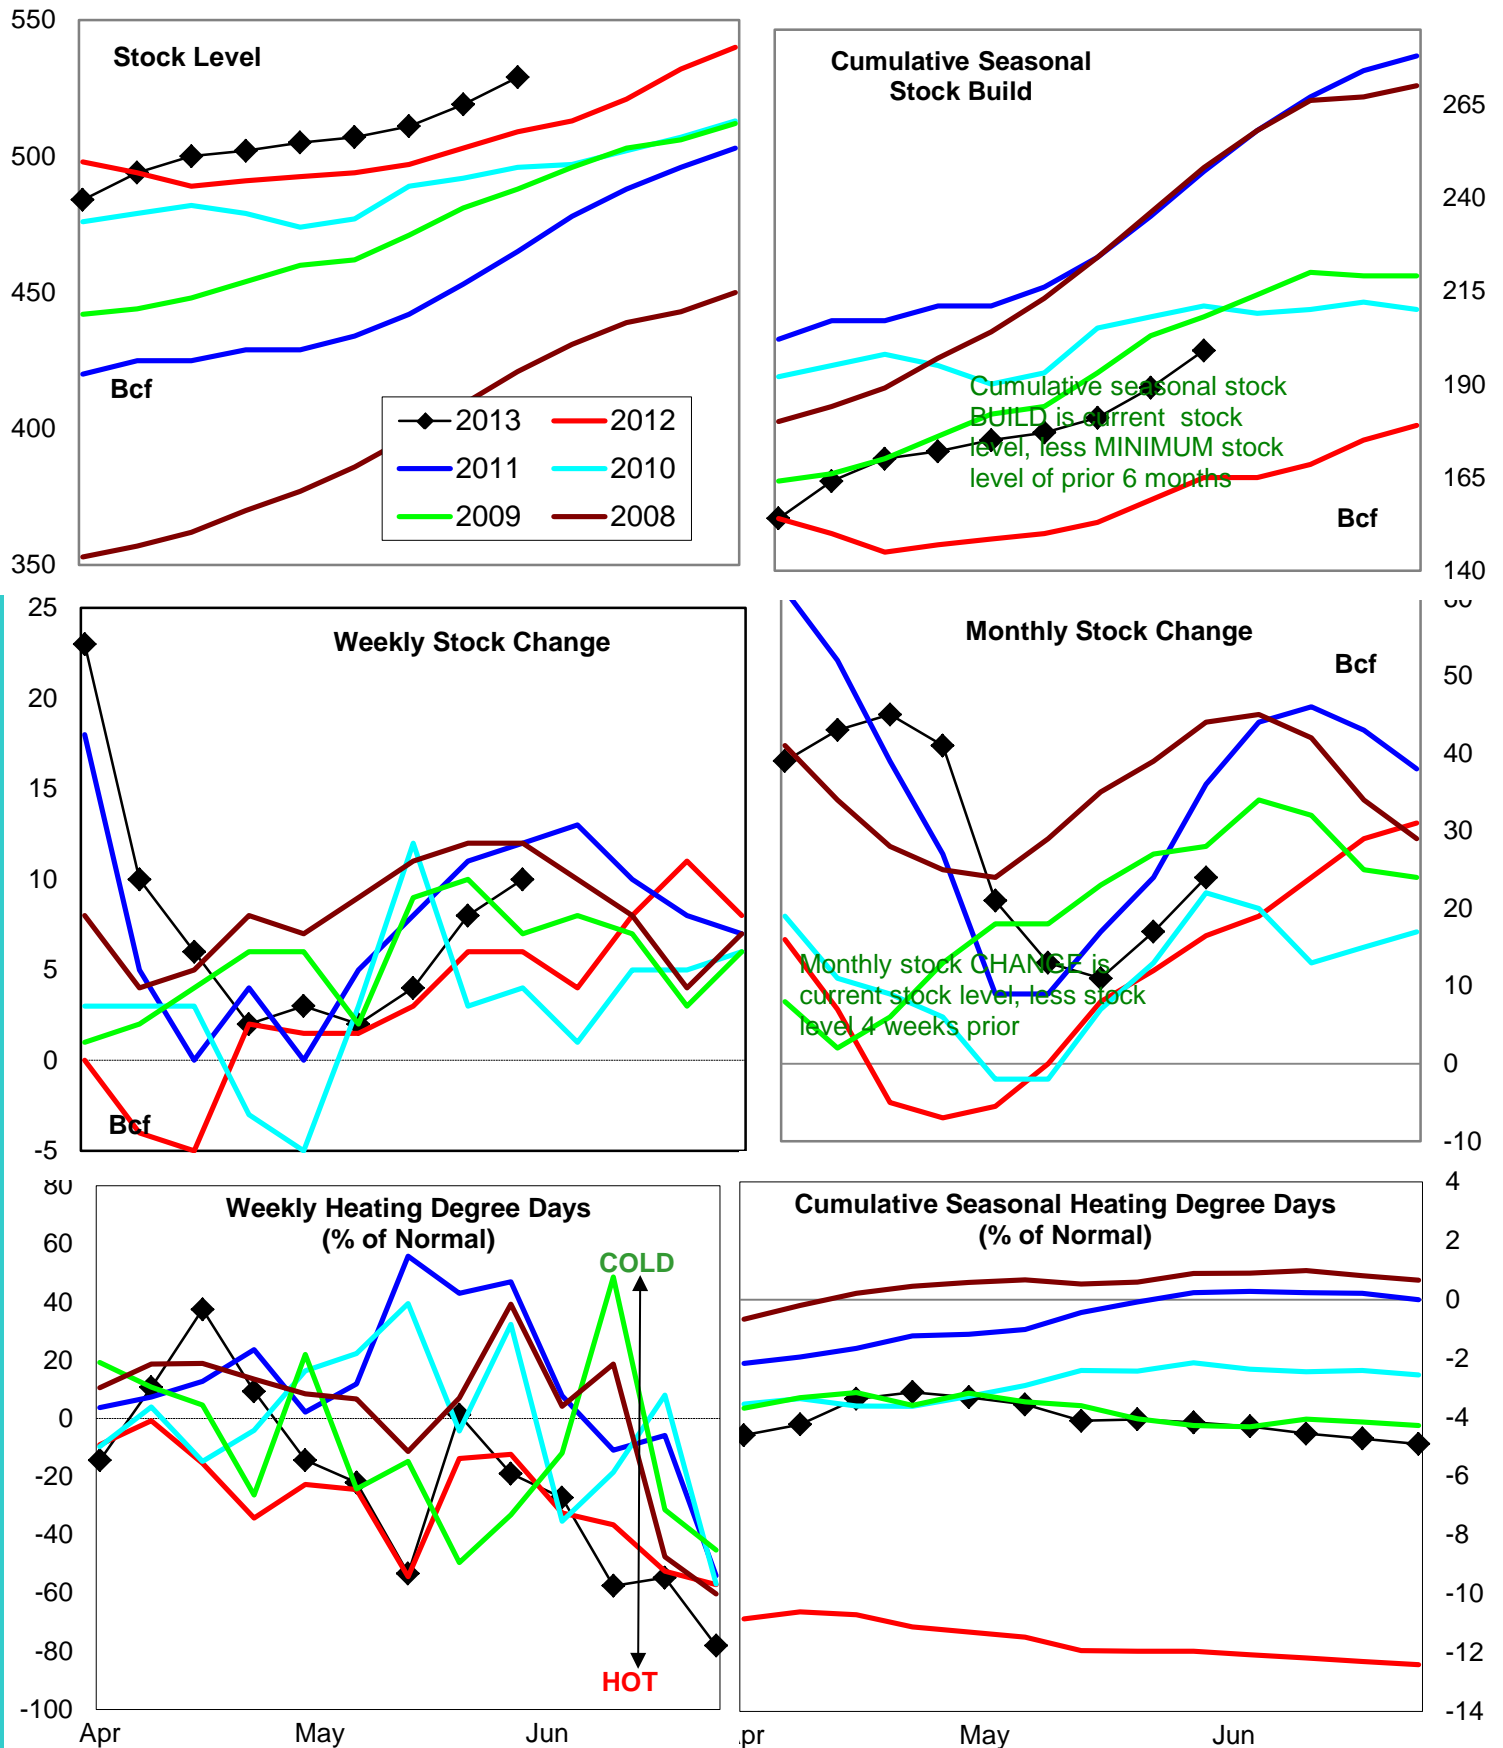 550
500
450
400
350
Stock Level
Bcf
2013
2012
2011
2010
2009
2008
Cumulative Seasonal
Stock Build
265
240
215
190
165
140
Cumulative seasonal stock
BUILD is current stock
level, less MINIMUM stock
level of prior 6 months
Bcf
25
20
15
10
5
0
-5
Weekly Stock Change
Bcf
Monthly Stock Change
Bcf
60
50
40
30
20
10
0
-10
Monthly stock CHANGE is
current stock level, less stock
level 4 weeks prior
80
60
40
20
0
-20
-40
-60
-80
-100
Weekly Heating Degree Days
(% of Normal)
COLD
HOT
Apr
May
Jun
Cumulative Seasonal Heating Degree Days
(% of Normal)
4
2
0
-2
-4
-6
-8
-10
-12
-14
pr
May
Jun